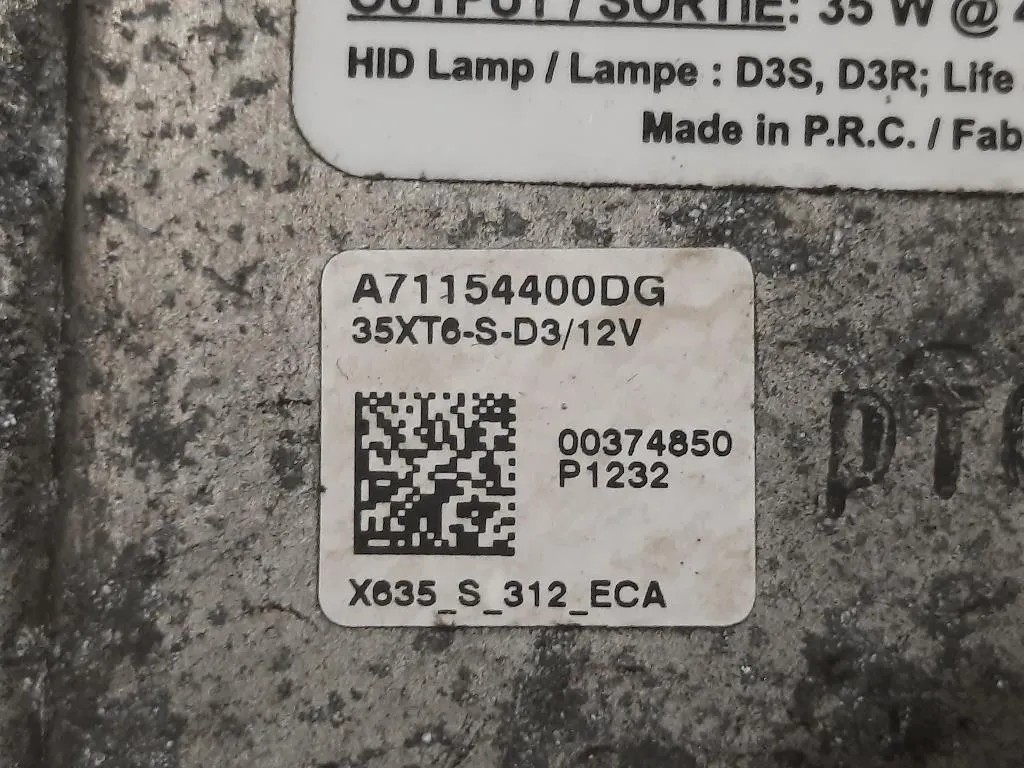 OUTPUT / SORTIE: 35 W @ 4
HID Lamp / Lampe : D3S, D3R; Life
Made in P.R.C. / Fab
A71154400DG
35XT6-S-D3/12V
00374850
P1232
X635_S_312_ECA